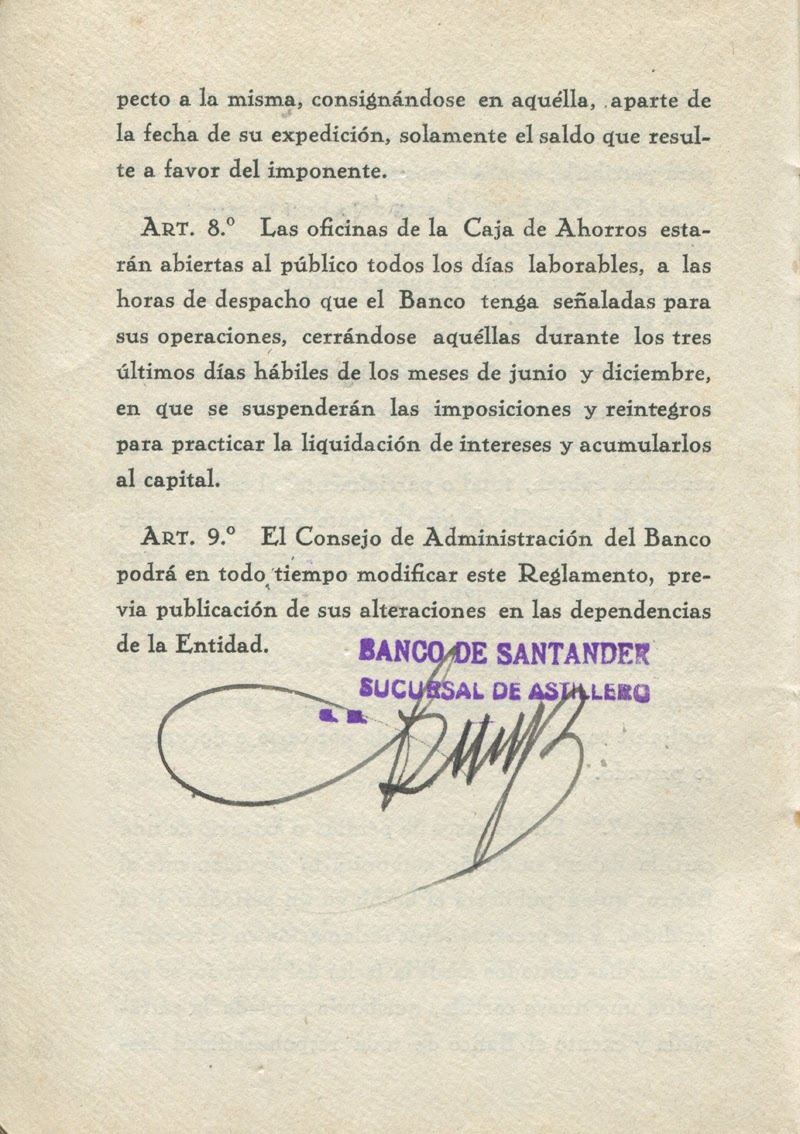 pecto a la misma, consignándose en aquélla, aparte de
la fecha de su expedición, solamente el saldo que resul-
te a favor del imponente.
ART. 8.º Las oficinas de la Caja de Ahorros esta-
rán abiertas al público todos los días laborables, a las
horas de despacho que el Banco tenga señaladas para
sus operaciones, cerrándose aquéllas durante los tres
últimos días hábiles de los meses de junio y diciembre,
en que se suspenderán las imposiciones y reintegros
para practicar la liquidación de intereses y acumularlos
al capital.
ART. 9.º El Consejo de Administración del Banco
podrá en todo tiempo modificar este Reglamento, pre-
via publicación de sus alteraciones en las dependencias
de la Entidad.
BANCO DE SANTANDER
SUCURSAL DE ASTILLERO